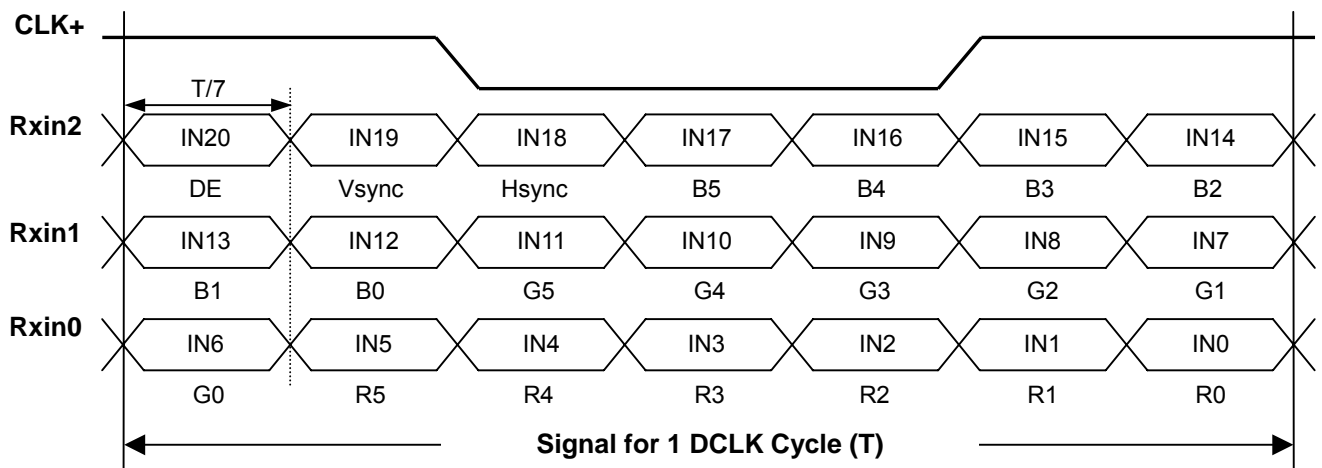 CLK+
T/7
Rxin2 IN20 IN19 IN18 IN17 IN16 IN15 IN14
DE Vsync Hsync B5 B4 B3 B2
Rxin1 IN13 IN12 IN11 IN10 IN9 IN8 IN7
B1 B0 G5 G4 G3 G2 G1
Rxin0 IN6 IN5 IN4 IN3 IN2 IN1 IN0
G0 R5 R4 R3 R2 R1 R0
Signal for 1 DCLK Cycle (T)